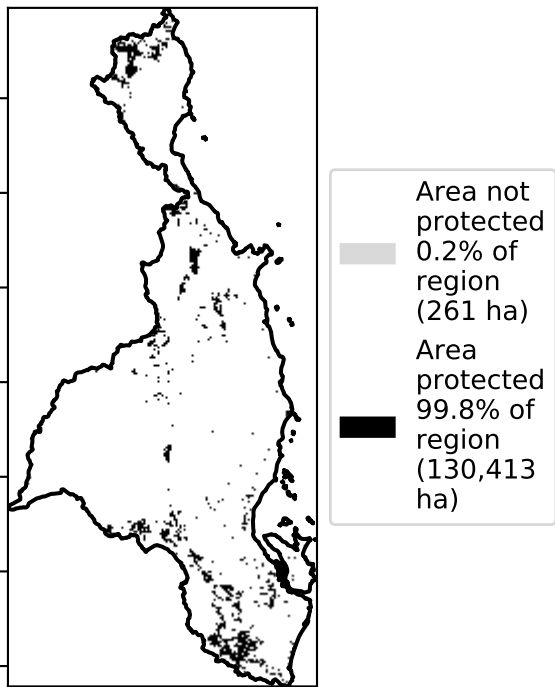 Area not
protected
0.2% of
region
(261 ha)
Area
protected
99.8% of
region
(130,413
ha)